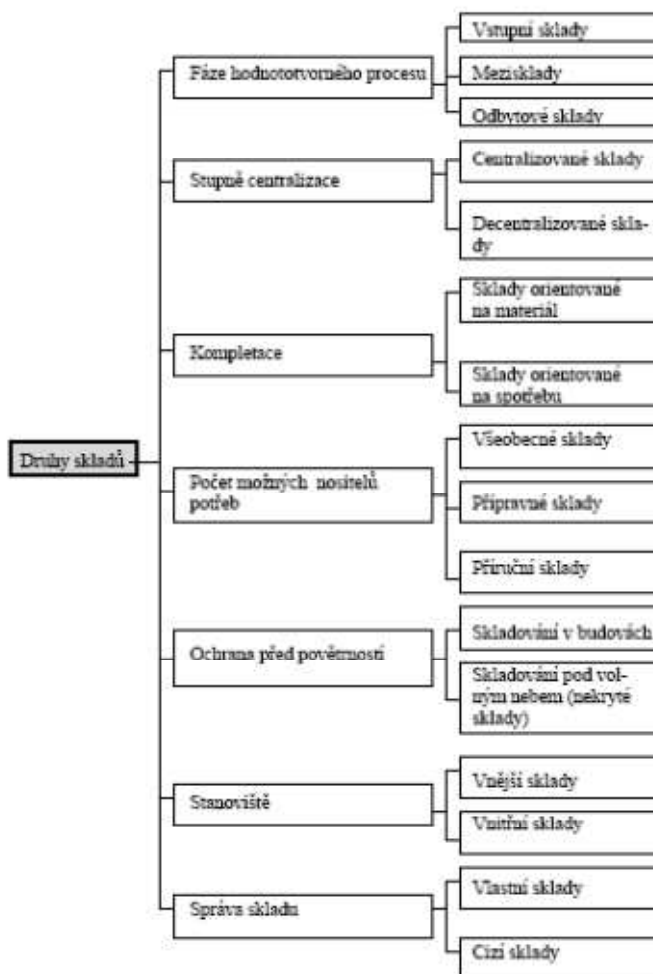 Druhy skladů
Fáze hodnototvorného procesu
Vstupní sklady
Mezisklady
Odbytové sklady
Stupně centralizace
Centralizované sklady
Decentralizované skla-
dy
Kompletace
Sklady orientované
na materiál
Sklady orientované
na spotřebu
Počet možných nositelů
potřeb
Všeobecné sklady
Přípravné sklady
Příruční sklady
Ochrana před povětrností
Skladování v budovách
Skladování pod vol-
ným nebem (nekryté
sklady)
Stanoviště
Vnější sklady
Vnitřní sklady
Správa skladu
Vlastní sklady
Cizí sklady